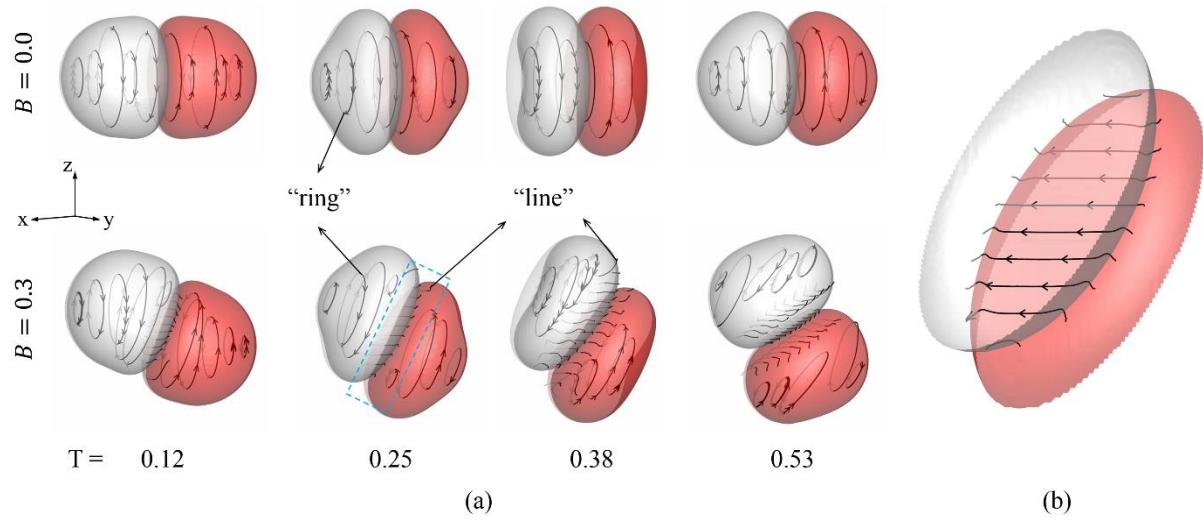 B = 0.0
z
x
y
“ring”
“line”
B = 0.3
T = 0.12 0.25 0.38 0.53
(a) (b)